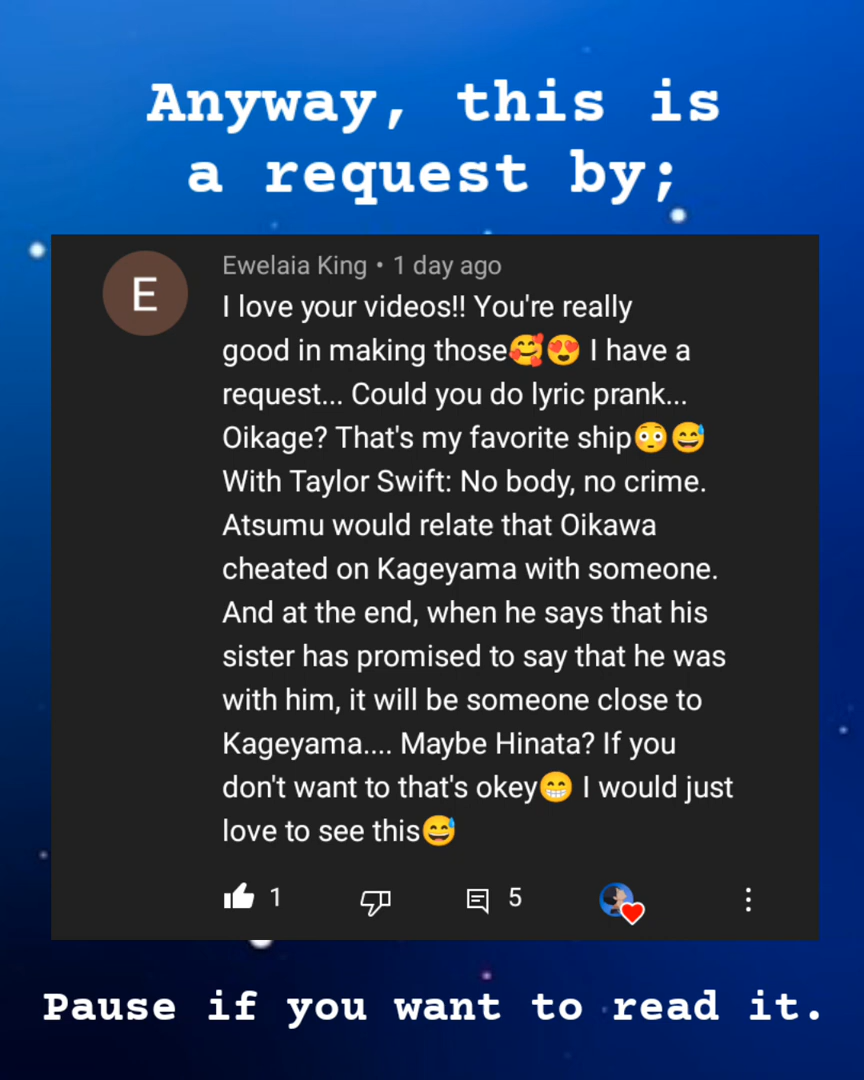 Anyway, this is
a request by;
E
Ewelaia King • 1 day ago
I love your videos!! You're really
good in making those🥰😍 I have a
request... Could you do lyric prank...
Oikage? That's my favorite ship😳😅
With Taylor Swift: No body, no crime.
Atsumu would relate that Oikawa
cheated on Kageyama with someone.
And at the end, when he says that his
sister has promised to say that he was
with him, it will be someone close to
Kageyama.... Maybe Hinata? If you
don't want to that's okey😁 I would just
love to see this😅
1
5
Pause if you want to read it.